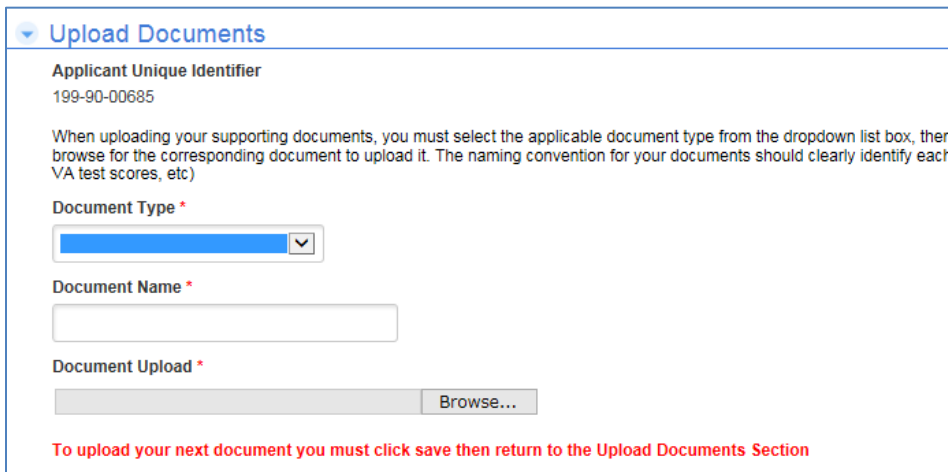 Upload Documents
Applicant Unique Identifier
199-90-00685
When uploading your supporting documents, you must select the applicable document type from the dropdown list box, then
browse for the corresponding document to upload it. The naming convention for your documents should clearly identify each
VA test scores, etc)
Document Type *
Document Name *
Document Upload *
Browse...
To upload your next document you must click save then return to the Upload Documents Section